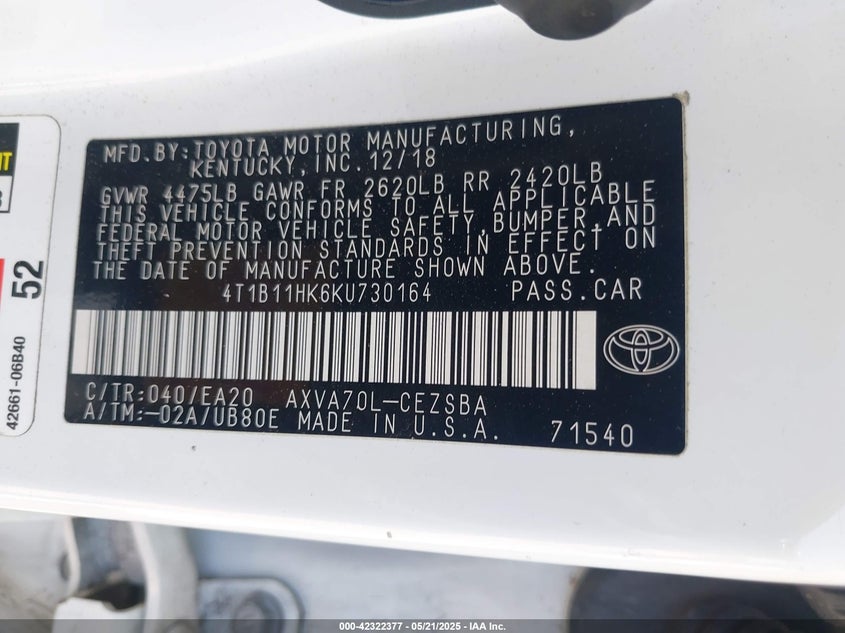 MFD.BY:TOYOTA MOTOR MANUFACTURING,
KENTUCKY,INC.12/18
GVWR 4475LB GAWR FR 2620LB RR 2420LB
THIS VEHICLE CONFORMS TO ALL APPLICABLE
FEDERAL MOTOR VEHICLE SAFETY,BUMPER,AND
THEFT PREVENTION STANDARDS IN EFFECT ON
THE DATE OF MANUFACTURE SHOWN ABOVE.
4T1B11HK6KU730164 PASS.CAR
C/TR:040/EA20 AXVA70L-CEZSBA
A/TM:-02A/UB80E MADE IN U.S.A. 71540
52
42661-06B40
000-42322377 - 05/21/2025 - IAA Inc.